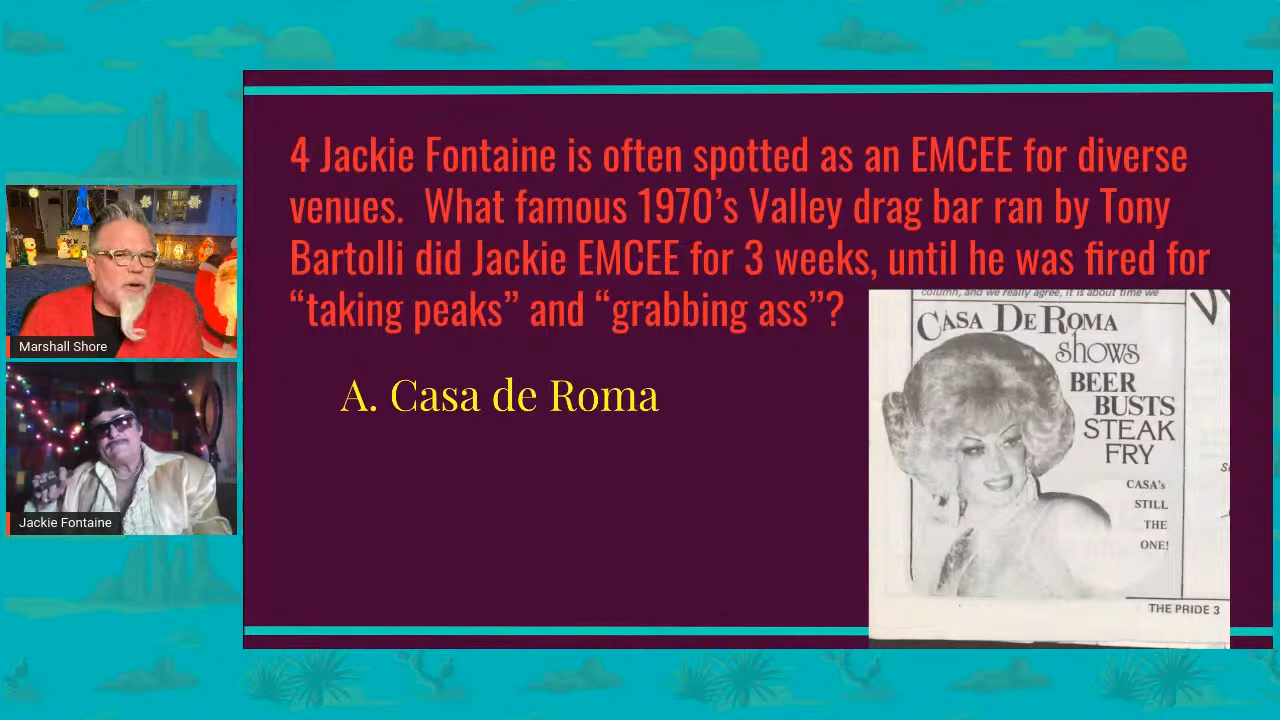 4 Jackie Fontaine is often spotted as an EMCEE for diverse
venues.  What famous 1970’s Valley drag bar ran by Tony
Bartolli did Jackie EMCEE for 3 weeks, until he was fired for
“taking peaks” and “grabbing ass”?
A. Casa de Roma
column, and we really agree, it is about time we
CASA DE ROMA
shows
BEER
BUSTS
STEAK
FRY
CASA's
STILL
THE
ONE!
THE PRIDE 3
Marshall Shore
Jackie Fontaine